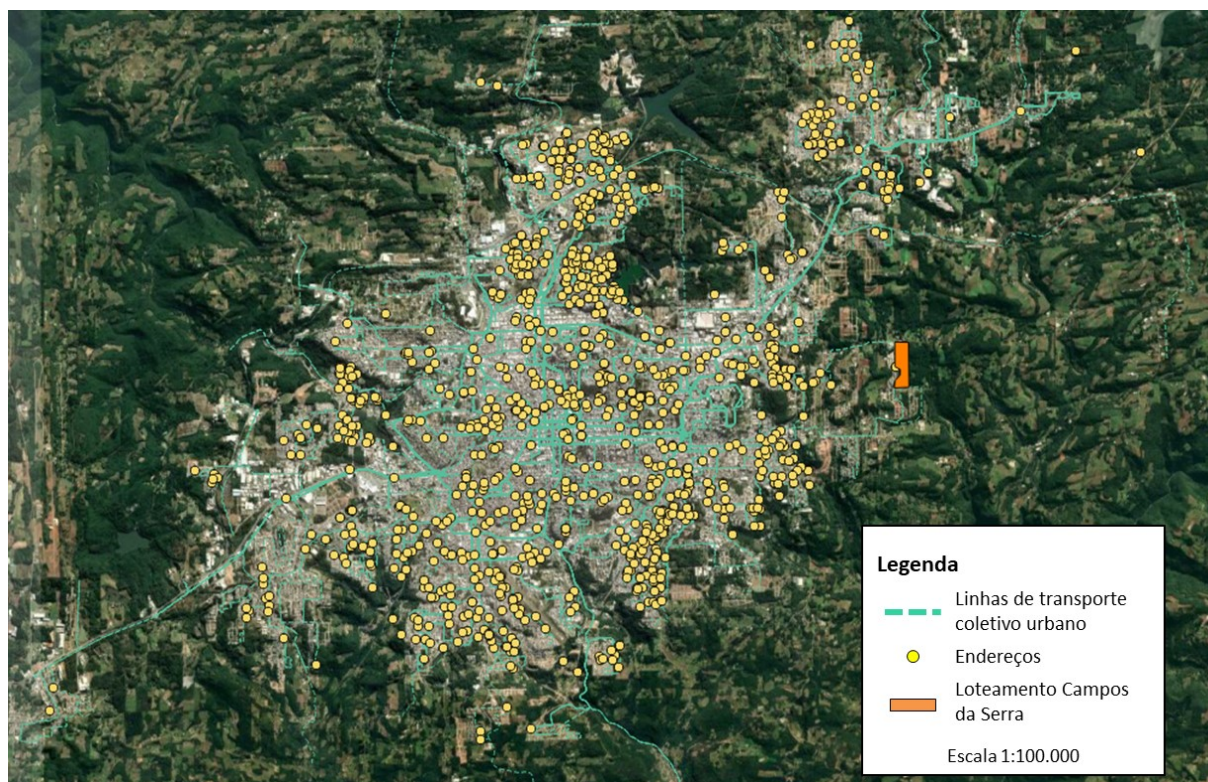 Legenda
Linhas de transporte
coletivo urbano
Endereços
Loteamento Campos
da Serra
Escala 1:100.000